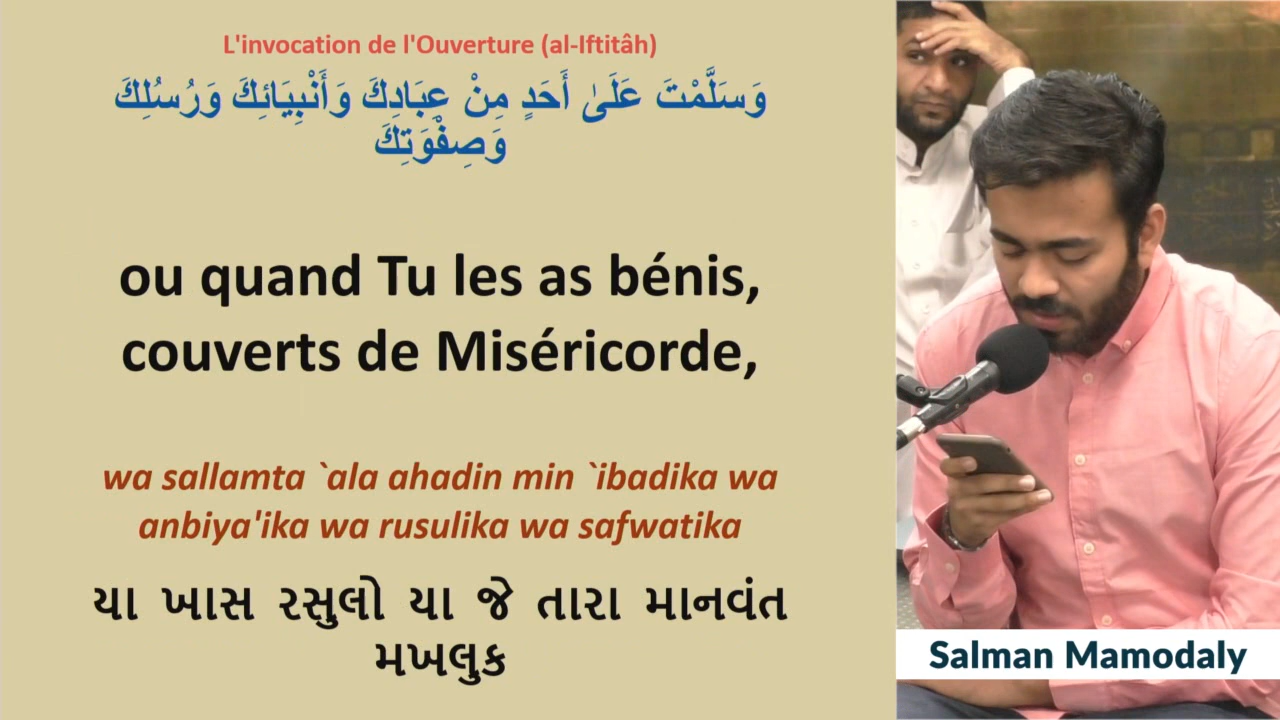 L'invocation de l'Ouverture (al-Iftitâh)
وَسَلَّمْتَ عَلَىٰ أَحَدٍ مِنْ عِبَادِكَ وَأَنْبِيَائِكَ وَرُسُلِكَ
وَصِفْوَتِكَ
ou quand Tu les as bénis,
couverts de Miséricorde,
wa sallamta `ala ahadin min `ibadika wa
anbiya'ika wa rusulika wa safwatika
યા ખાસ રસુલો યા જે તારા માનવંત
મખલુક
Salman Mamodaly